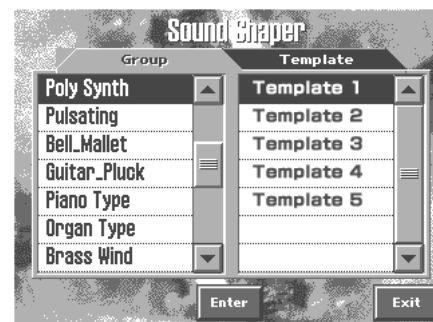 Sound Shaper
Group Template
Poly Synth Template 1
Pulsating Template 2
Bell_Mallet Template 3
Guitar_Pluck Template 4
Piano Type Template 5
Organ Type
Brass Wind
Enter Exit